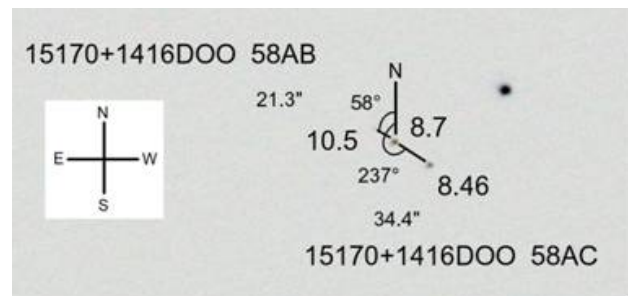 15170+1416DOO 58AB
N
21.3"
58°
8.7
10.5
N
E W
S
237°
8.46
34.4"
15170+1416DOO 58AC